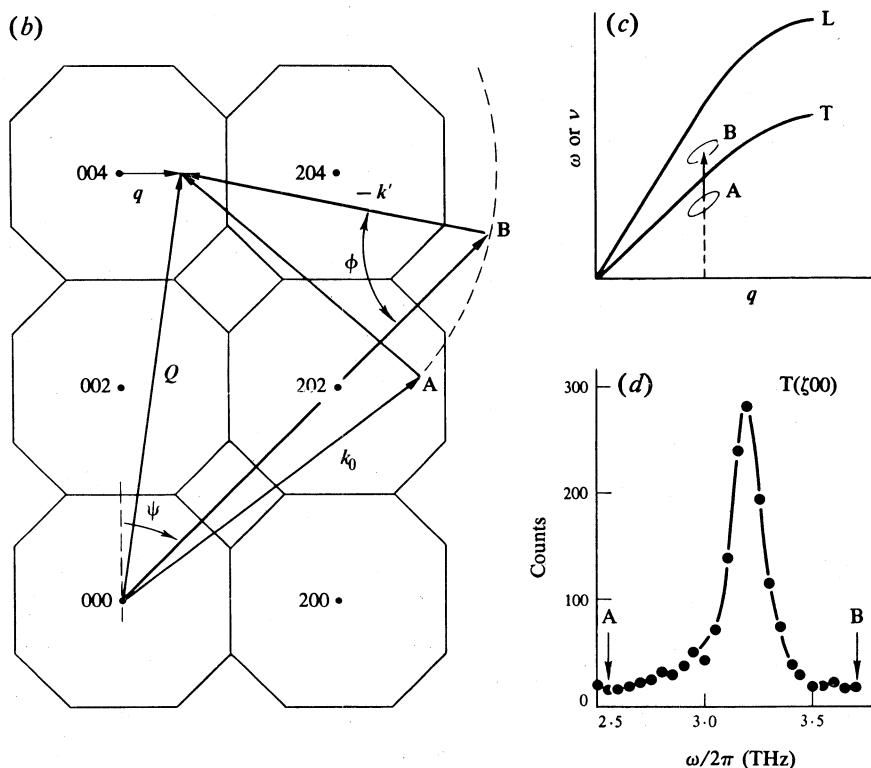 (b)
004
204
q
– k′
B
ϕ
Q
002
202
A
k₀
ψ
000
200
(c)
L
T
B
A
ω or ν
q
(d)
T(ζ00)
300
200
100
0
Counts
A
B
2·5
3.0
3.5
ω/2π (THz)